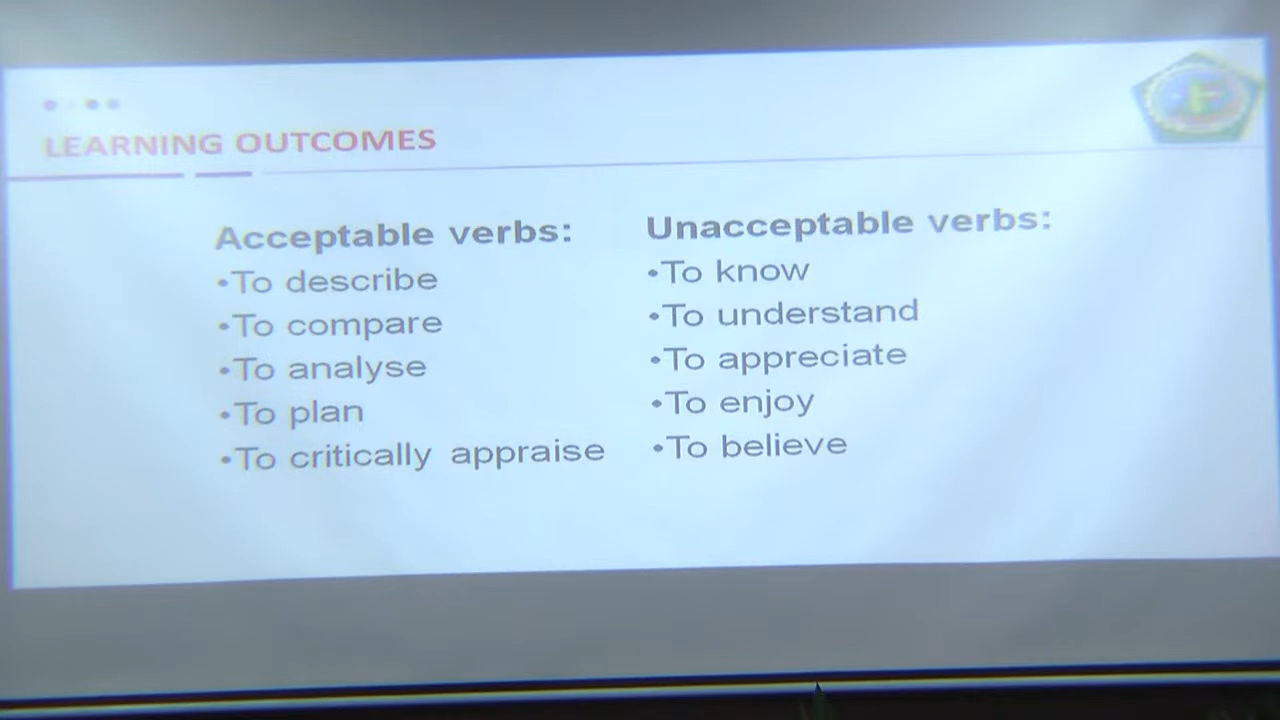 LEARNING OUTCOMES
Acceptable verbs:
•To describe
•To compare
•To analyse
•To plan
•To critically appraise
Unacceptable verbs:
•To know
•To understand
•To appreciate
•To enjoy
•To believe